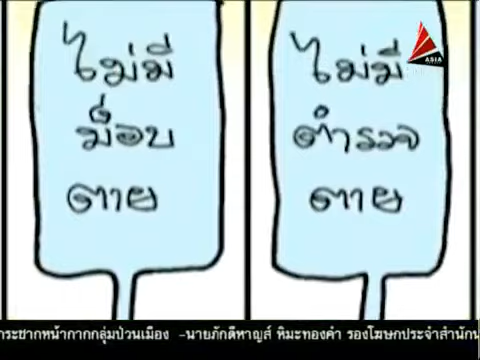 ไม่มี
ม็อบ
ตาย
ไม่มี
ตำรวจ
ตาย
ASIA
กระชากหน้ากากกลุ่มป่วนเมือง -นายภักดีหาญส์ หิมะทองคำ รองโฆษกประจำสำนักน